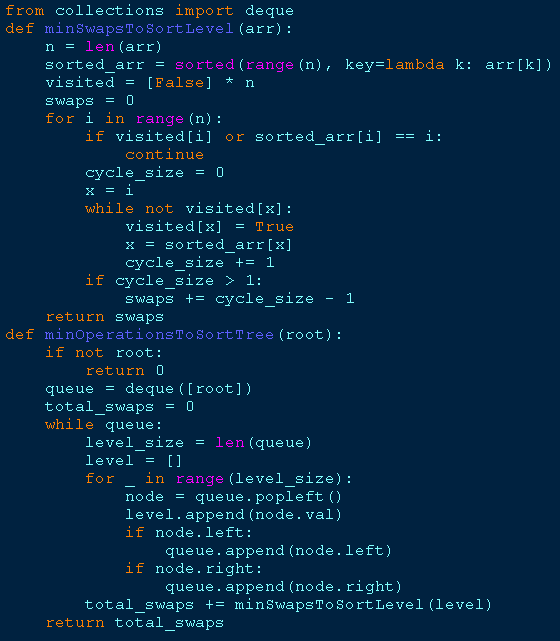 from collections import deque
def minSwapsToSortLevel(arr):
    n = len(arr)
    sorted_arr = sorted(range(n), key=lambda k: arr[k])
    visited = [False] * n
    swaps = 0
    for i in range(n):
        if visited[i] or sorted_arr[i] == i:
            continue
        cycle_size = 0
        x = i
        while not visited[x]:
            visited[x] = True
            x = sorted_arr[x]
            cycle_size += 1
        if cycle_size > 1:
            swaps += cycle_size - 1
    return swaps
def minOperationsToSortTree(root):
    if not root:
        return 0
    queue = deque([root])
    total_swaps = 0
    while queue:
        level_size = len(queue)
        level = []
        for _ in range(level_size):
            node = queue.popleft()
            level.append(node.val)
            if node.left:
                queue.append(node.left)
            if node.right:
                queue.append(node.right)
        total_swaps += minSwapsToSortLevel(level)
    return total_swaps